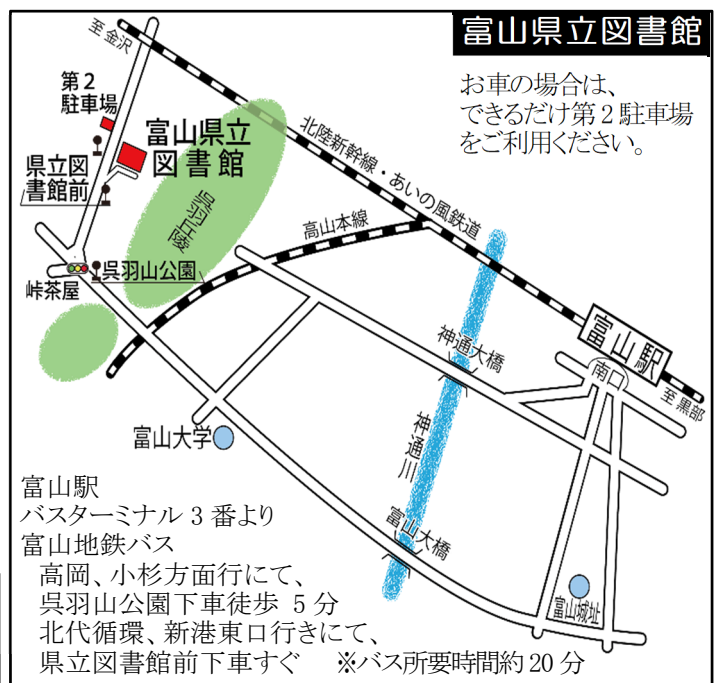 富山県立図書館
お車の場合は、
できるだけ第2駐車場
をご利用ください。
至金沢
第2
駐車場
富山県立
図書館
県立図
書館前
北陸新幹線・あいの風鉄道
呉羽丘陵
高山本線
呉羽山公園
峠茶屋
神通大橋
富山駅
南口
至黒部
富山大学
神通川
富山大橋
富山城址
富山駅
バスターミナル 3 番より
富山地鉄バス
高岡、小杉方面行にて、
呉羽山公園下車徒歩 5 分
北代循環、新港東口行きにて、
県立図書館前下車すぐ ※バス所要時間約 20 分